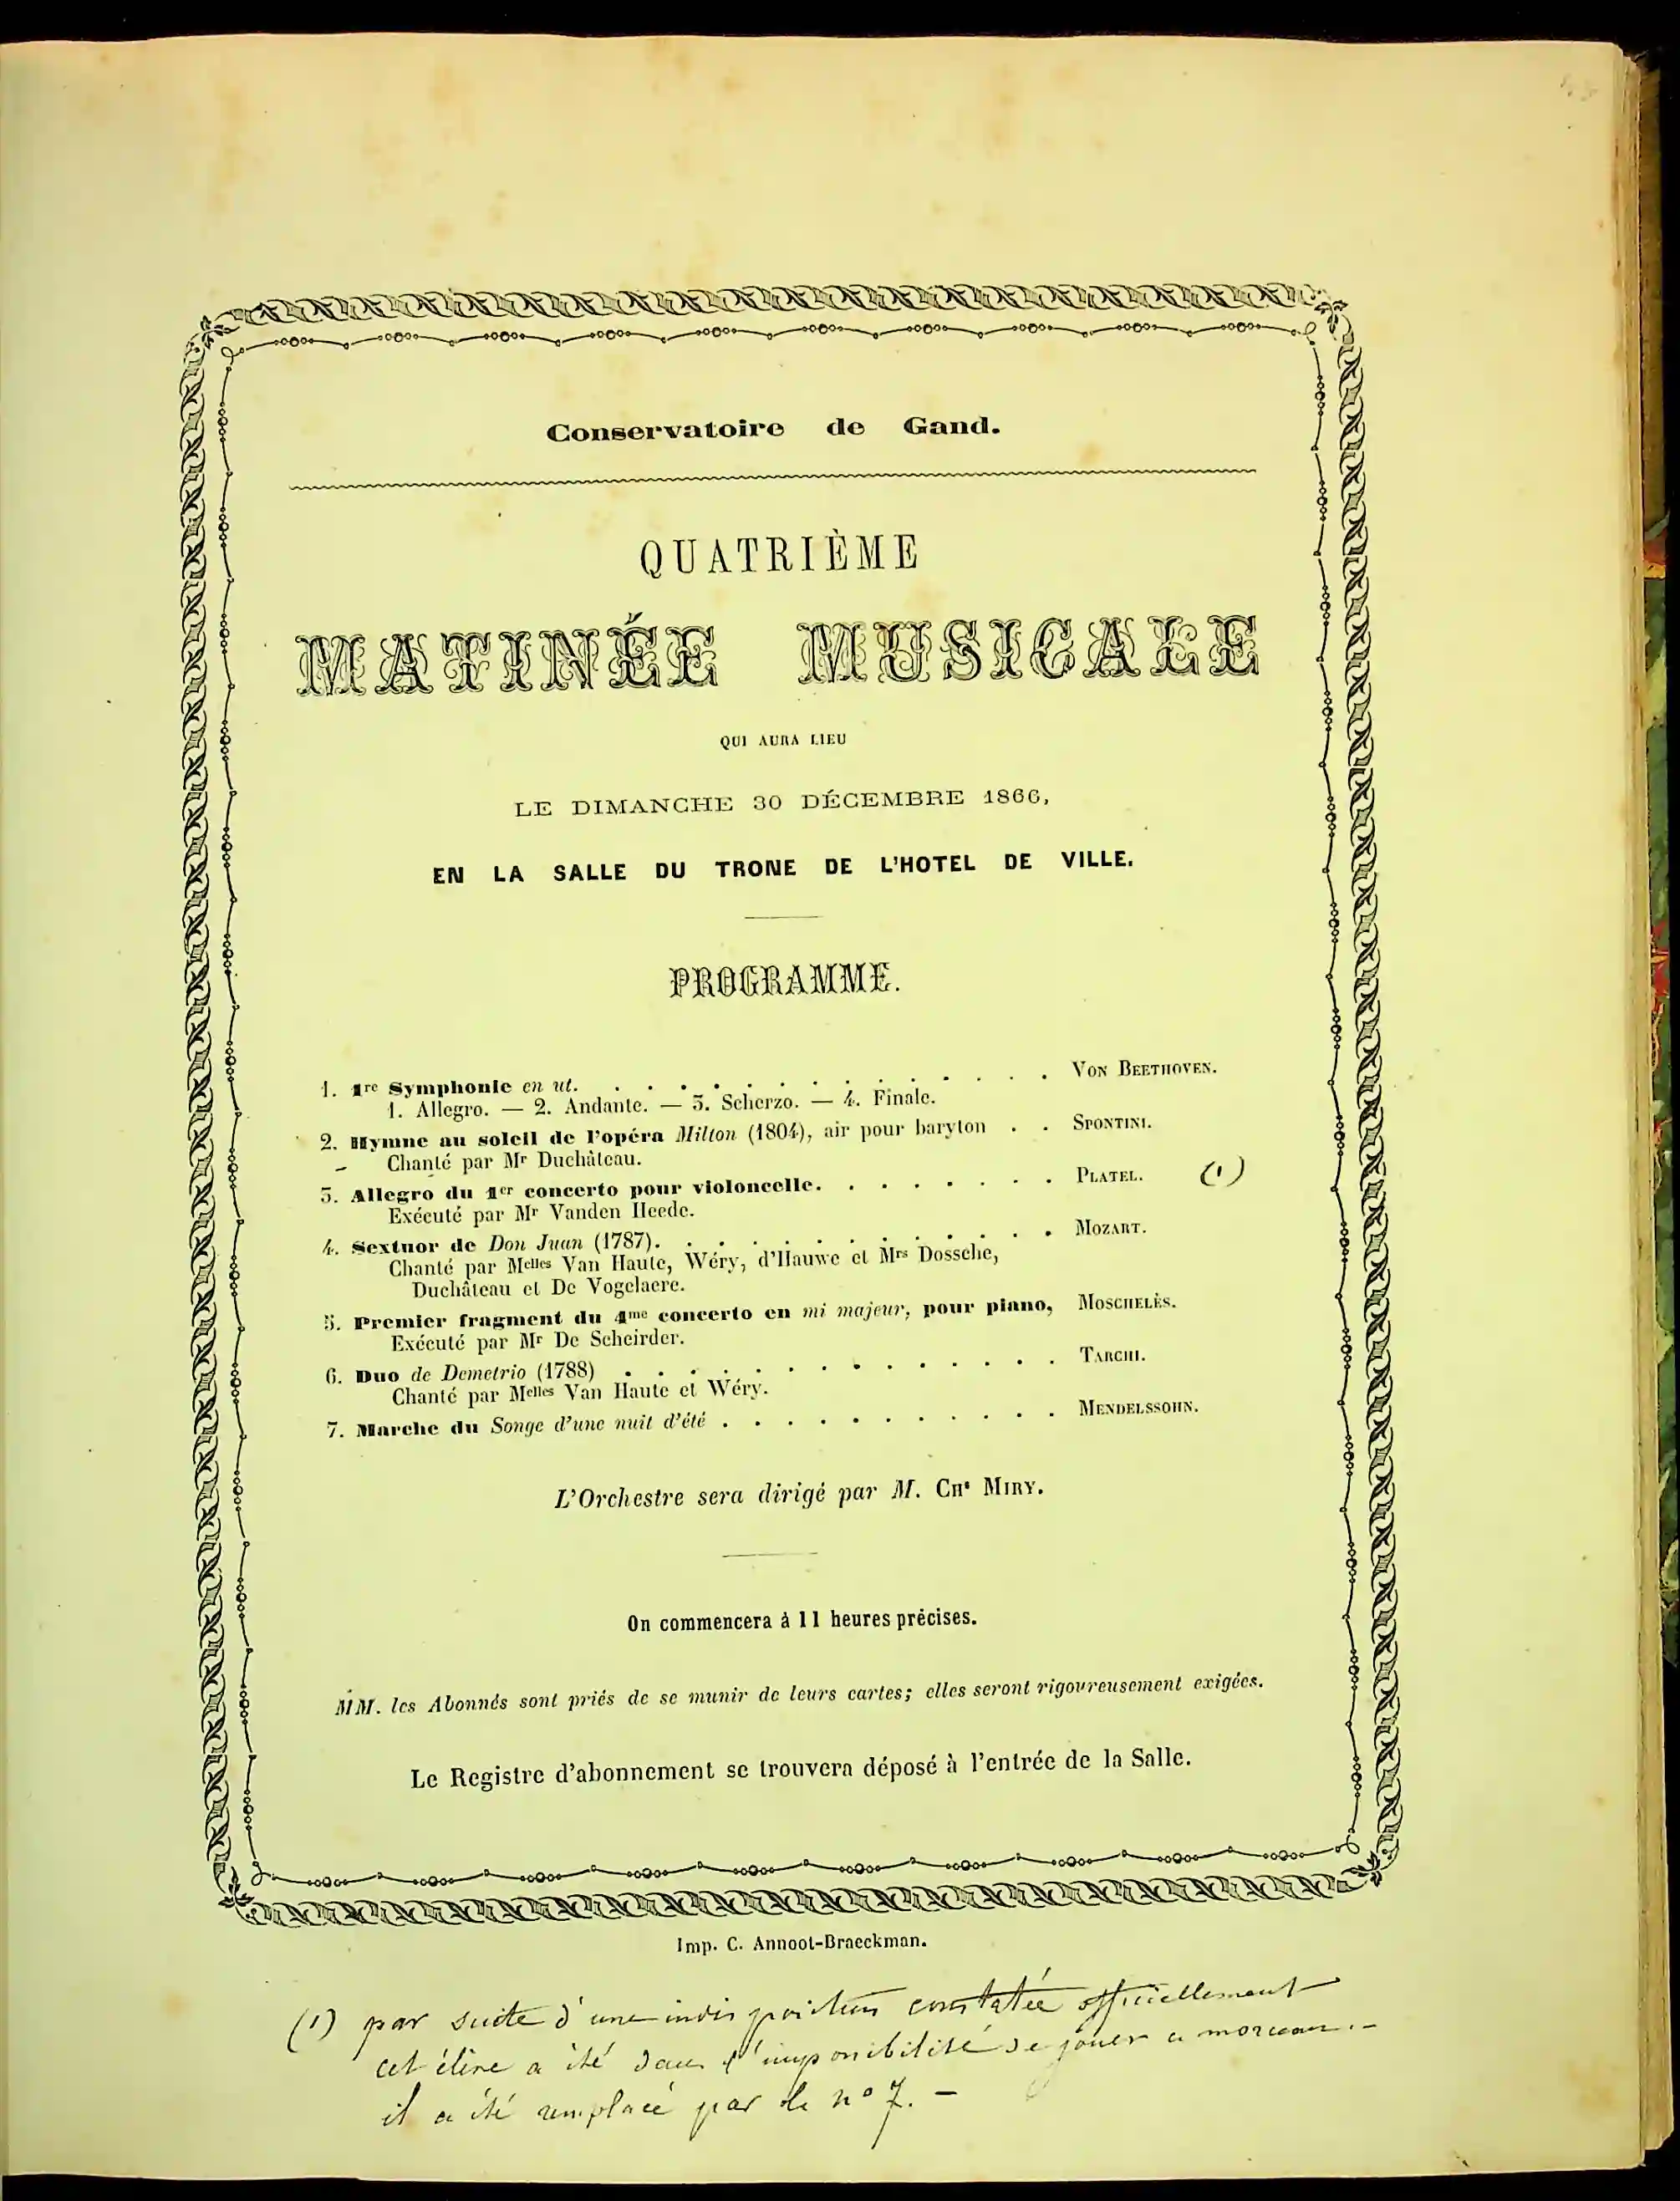 Conservatoire de Gand.
QUATRIÈME
MATINÉE MUSICALE
QUI AURA LIEU
LE DIMANCHE 30 DÉCEMBRE 1866,
EN LA SALLE DU TRONE DE L'HOTEL DE VILLE.
PROGRAMME.
1. 1re Symphonie en ut. . . . . . . . . . . . . . . VON BEETHOVEN.
1. Allegro. — 2. Andante. — 3. Scherzo. — 4. Finale.
2. Hymne au soleil de l'opéra Milton (1804), air pour baryton . . SPONTINI.
- Chanté par Mr Duchâteau.
3. Allegro du 1er concerto pour violoncelle. . . . . . . . PLATEL. (1)
Exécuté par Mr Vanden Heede.
4. Sextuor de Don Juan (1787). . . . . . . . . . . . . MOZART.
Chanté par Melles Van Haute, Wéry, d'Hauwe et Mrs Dossche,
Duchâteau et De Vogelaere.
5. Premier fragment du 4me concerto en mi majeur, pour piano, MOSCHELÈS.
Exécuté par Mr De Scheirder.
6. Duo de Demetrio (1788) . . . . . . . . . . . . . . TARCHI.
Chanté par Melles Van Haute et Wéry.
7. Marche du Songe d'une nuit d'été . . . . . . . . . . . MENDELSSOHN.
L'Orchestre sera dirigé par M. CHs MIRY.
On commencera à 11 heures précises.
MM. les Abonnés sont priés de se munir de leurs cartes; elles seront rigoureusement exigées.
Le Registre d'abonnement se trouvera déposé à l'entrée de la Salle.
Imp. C. Annoot-Braeckman.
(1) par suite d'une indisposition constatée officiellement
cet élève a été dans l'imposibilité de jouer ce morceau.-
il a été remplacé par le no 7. -